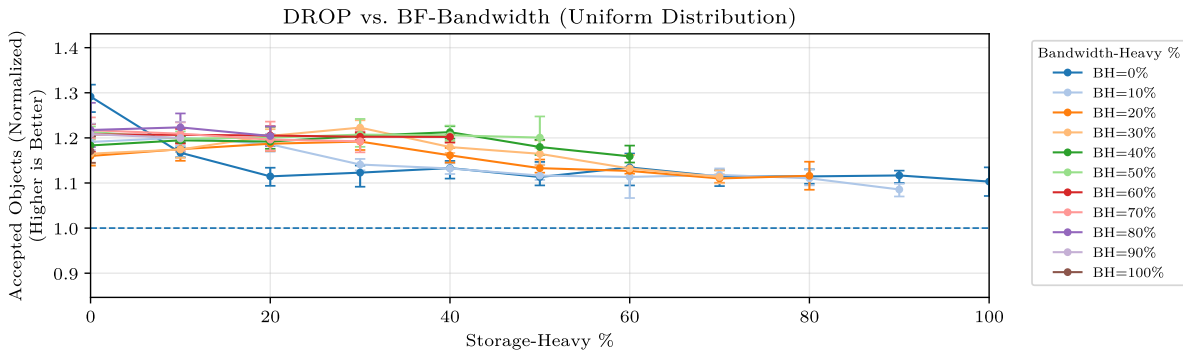 DROP vs. BF-Bandwidth (Uniform Distribution)
Accepted Objects (Normalized)
(Higher is Better)
1.4
1.3
1.2
1.1
1.0
0.9
0
20
40
60
80
100
Storage-Heavy %
Bandwidth-Heavy %
BH=0%
BH=10%
BH=20%
BH=30%
BH=40%
BH=50%
BH=60%
BH=70%
BH=80%
BH=90%
BH=100%